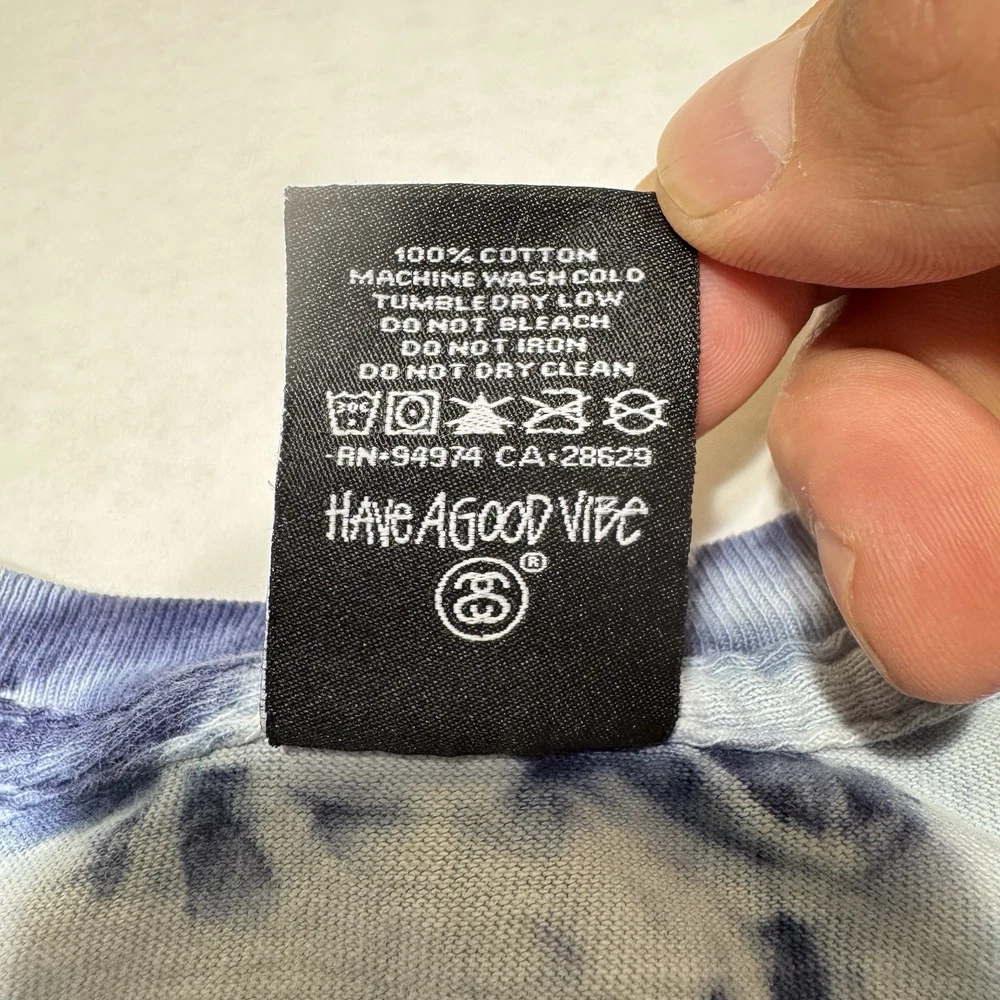 100% COTTON
MACHINE WASH COLD
TUMBLE DRY LOW
DO NOT BLEACH
DO NOT IRON
DO NOT DRY CLEAN
30C
RN•94974 CA•28629
HAVE A GOOD VIBE
®